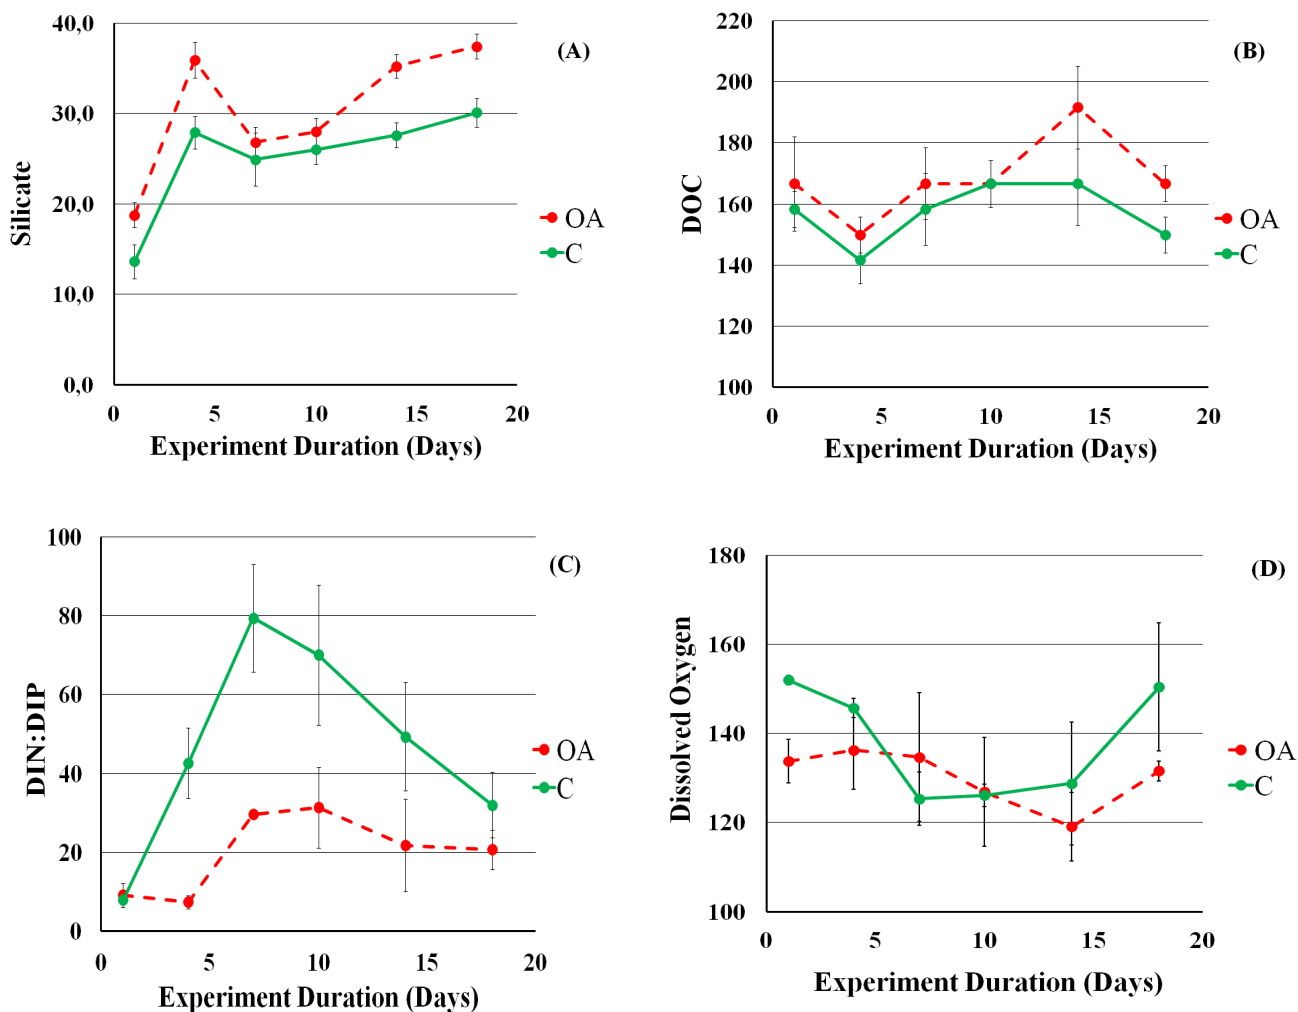 (A)
Silicate
40,0
30,0
20,0
10,0
0,0
0 5 10 15 20
Experiment Duration (Days)
OA
C
(B)
DOC
220
200
180
160
140
120
100
0 5 10 15 20
Experiment Duration (Days)
OA
C
(C)
DIN:DIP
100
80
60
40
20
0
0 5 10 15 20
Experiment Duration (Days)
OA
C
(D)
Dissolved Oxygen
180
160
140
120
100
0 5 10 15 20
Experiment Duration (Days)
OA
C